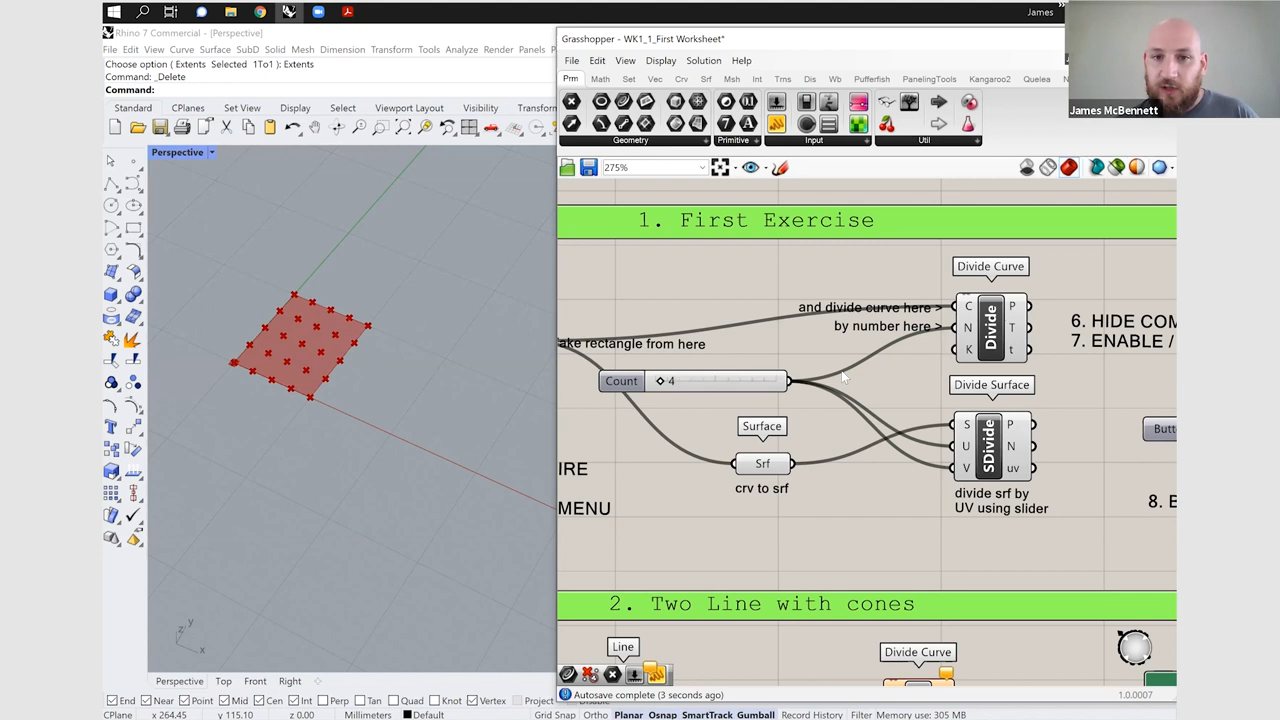 James
James McBennett
Rhino 7 Commercial - [Perspective]
File Edit View Curve Surface SubD Solid Mesh Dimension Transform Tools Analyze Render Panels
Choose option ( Extents Selected 1To1 ): Extents
Command: _Delete
Command:
Standard CPlanes Set View Display Select Viewport Layout Visibility Transform
Perspective
z y x
Perspective Top Front Right
End Near Point Mid Cen Int Perp Tan Quad Knot Vertex Project
CPlane x 264.45 y 115.10 z 0.00 Millimeters Default Grid Snap Ortho Planar Osnap SmartTrack Gumball Record History Filter Memory use: 305 MB
Grasshopper - WK1_1_First Worksheet*
File Edit View Display Solution Help
Prm Math Set Vec Crv Srf Msh Int Trns Dis Wb Pufferfish PanelingTools Kangaroo2 Quelea
Geometry Primitive Input Util
275%
1. First Exercise
Divide Curve
and divide curve here >
by number here >
C N K Divide P T t
6. HIDE COM
7. ENABLE /
ake rectangle from here
Count 4
Divide Surface
Surface
Srf
crv to srf
S U V SDivide P N uv
divide srf by
UV using slider
Butt
IRE
MENU
8. B
2. Two Line with cones
Line
Divide Curve
Autosave complete (3 seconds ago)
1.0.0007